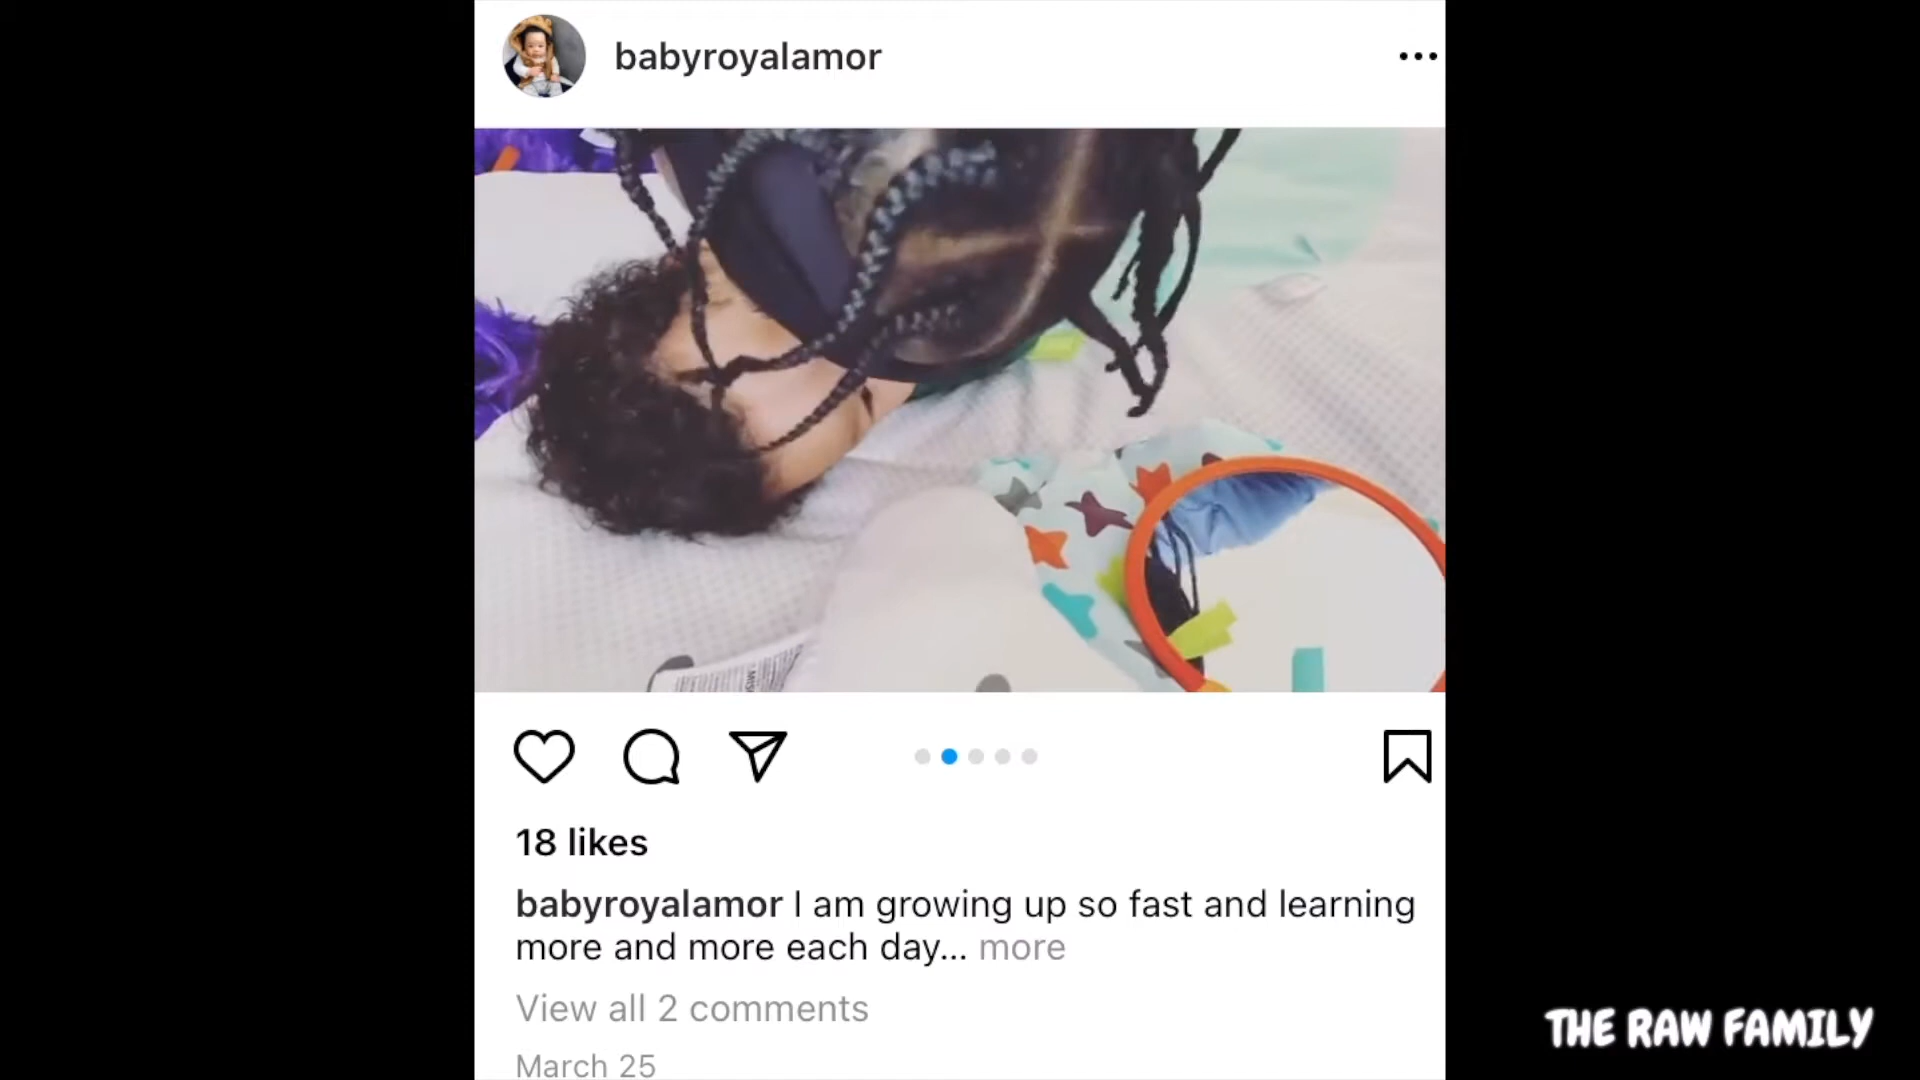 babyroyalamor
18 likes
babyroyalamor I am growing up so fast and learning
more and more each day... more
View all 2 comments
March 25
THE RAW FAMILY